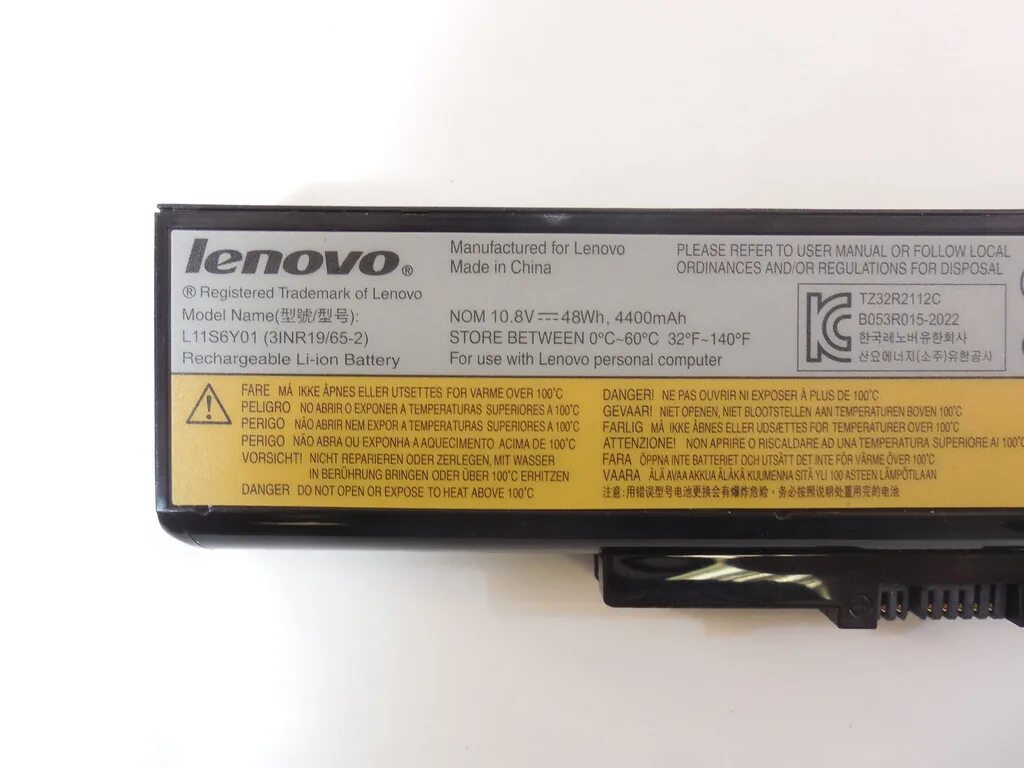 lenovo®
® Registered Trademark of Lenovo
Model Name(型號/型号):
L11S6Y01 (3INR19/65-2)
Rechargeable Li-ion Battery
Manufactured for Lenovo
Made in China
NOM 10.8V⎓48Wh, 4400mAh
STORE BETWEEN 0°C~60°C 32°F~140°F
For use with Lenovo personal computer
PLEASE REFER TO USER MANUAL OR FOLLOW LOCAL
ORDINANCES AND/OR REGULATIONS FOR DISPOSAL
TZ32R2112C
B053R015-2022
한국레노버유한회사
산요에너지(소주)유한공사
FARE MÅ IKKE ÅPNES ELLER UTSETTES FOR VARME OVER 100°C
PELIGRO NO ABRIR O EXPONER A TEMPERATURAS SUPERIORES A 100°C
PERIGO NÃO ABRIR NEM EXPOR A TEMPERATURAS SUPERIORES A 100°C
PERIGO NÃO ABRA OU EXPONHA A AQUECIMENTO ACIMA DE 100°C
VORSICHT! NICHT REPARIEREN ODER ZERLEGEN, MIT WASSER
IN BERÜHRUNG BRINGEN ODER ÜBER 100°C ERHITZEN
DANGER DO NOT OPEN OR EXPOSE TO HEAT ABOVE 100°C
DANGER! NE PAS OUVRIR NI EXPOSER À PLUS DE 100°C
GEVAAR! NIET OPENEN, NIET BLOOTSTELLEN AAN TEMPERATUREN BOVEN 100°C
FARLIG MÅ IKKE ÅBNES ELLER UDSÆTTES FOR TEMPERATURER OVER 100°C
ATTENZIONE! NON APRIRE O RISCALDARE AD UNA TEMPERATURA SUPERIORE AI 100°C
FARA ÖPPNA INTE BATTERIET OCH UTSÄTT DET INTE FÖR VÄRME ÖVER 100°C
VAARA ÄLÄ AVAA AKKUA ÄLÄKÄ KUUMENNA SITÄ YLI 100 ASTEEN LÄMPÖTILAAN
注意: 用错误型号电池更换会有爆炸危险, 务必按照说明处置用完的电池